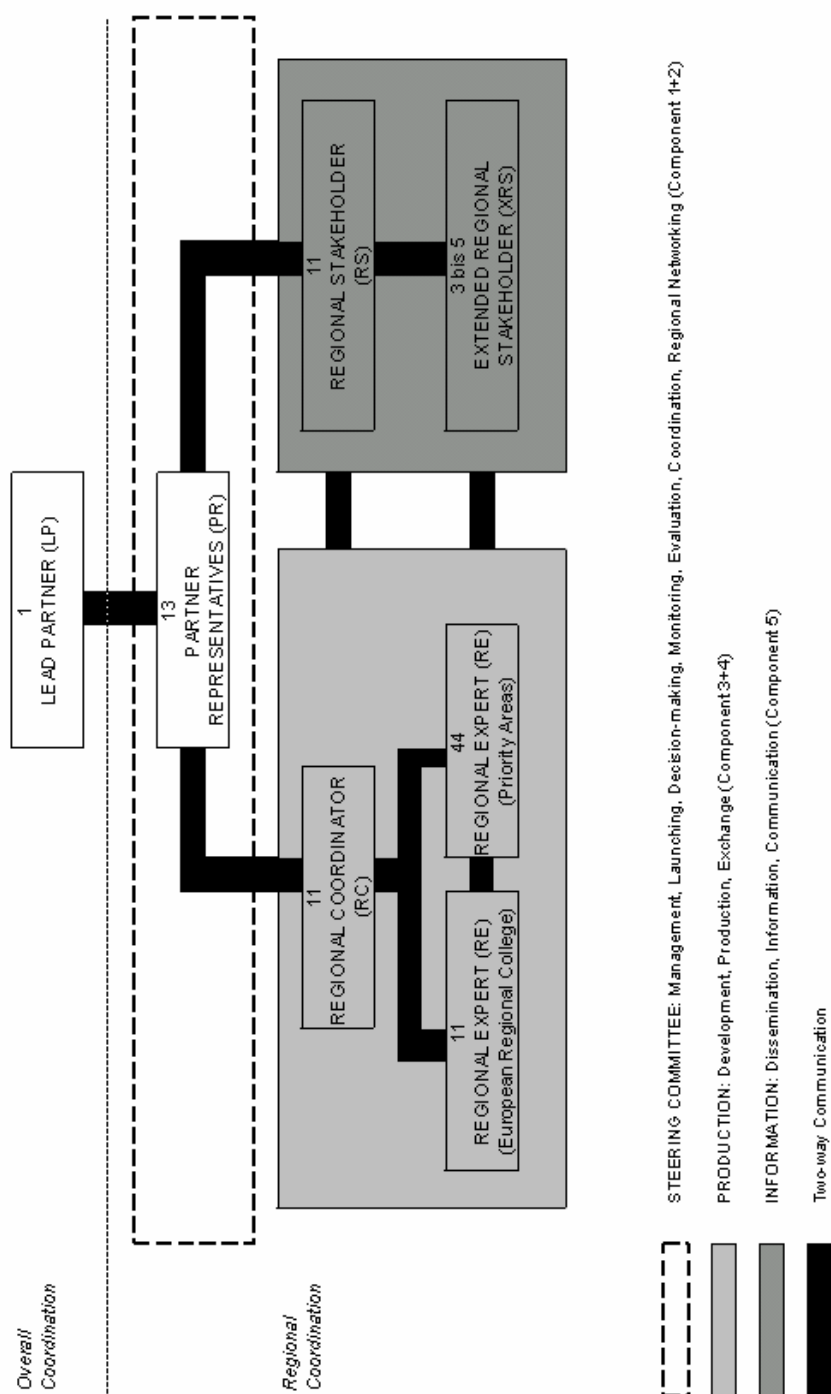 Overall
Coordination
1
LEAD PARTNER (LP)
13
PARTNER
REPRESENTATIVES (PR)
Regional
Coordination
11
REGIONAL COORDINATOR
(RC)
11
REGIONAL STAKEHOLDER
(RS)
11
REGIONAL EXPERT (RE)
(European Regional College)
44
REGIONAL EXPERT (RE)
(Priority Areas)
3 bis 5
EXTENDED REGIONAL
STAKEHOLDER (XRS)
STEERING COMMITTEE: Management, Launching, Decision-making, Monitoring, Evaluation, Coordination, Regional Networking (Component 1+2)
PRODUCTION: Development, Production, Exchange (Component 3+4)
INFORMATION: Dissemination, Information, Communication (Component 5)
Two-way Communication